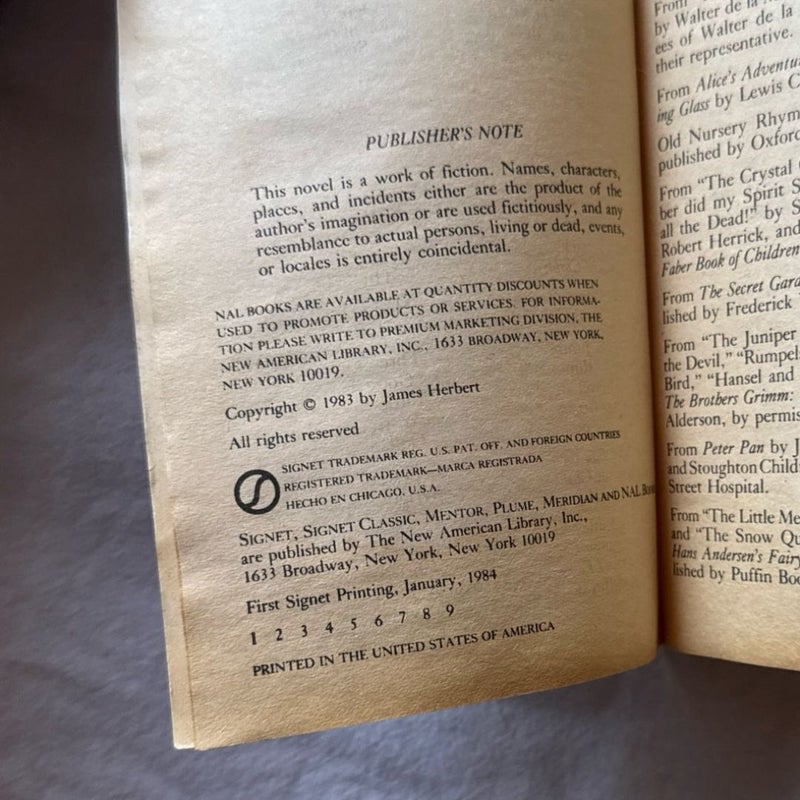 PUBLISHER'S NOTE
This novel is a work of fiction. Names, characters,
places, and incidents either are the product of the
author's imagination or are used fictitiously, and any
resemblance to actual persons, living or dead, events,
or locales is entirely coincidental.
NAL BOOKS ARE AVAILABLE AT QUANTITY DISCOUNTS WHEN
USED TO PROMOTE PRODUCTS OR SERVICES. FOR INFORMA-
TION PLEASE WRITE TO PREMIUM MARKETING DIVISION, THE
NEW AMERICAN LIBRARY, INC., 1633 BROADWAY, NEW YORK,
NEW YORK 10019.
Copyright © 1983 by James Herbert
All rights reserved
SIGNET TRADEMARK REG. U.S. PAT. OFF. AND FOREIGN COUNTRIES
REGISTERED TRADEMARK—MARCA REGISTRADA
HECHO EN CHICAGO, U.S.A.
SIGNET, SIGNET CLASSIC, MENTOR, PLUME, MERIDIAN AND NAL
are published by The New American Library, Inc.,
1633 Broadway, New York, New York 10019
First Signet Printing, January, 1984
1 2 3 4 5 6 7 8 9
PRINTED IN THE UNITED STATES OF AMERICA
From
by Walter de la
ees of Walter de la
their representative.
From Alice's
ing Glass by Lewis
Old Nursery
published by
From "The Crystal
ber did my Spirit
all the Dead!" by
Robert Herrick, and
Faber Book of Children
From The Secret
lished by Frederick
From "The Juniper
the Devil,"
Bird," "Hansel and
The Brothers Grimm:
Alderson, by
From Peter Pan by J
and Stoughton
Street Hospital.
From "The Little
and "The Snow
Hans Andersen's
lished by Puffin